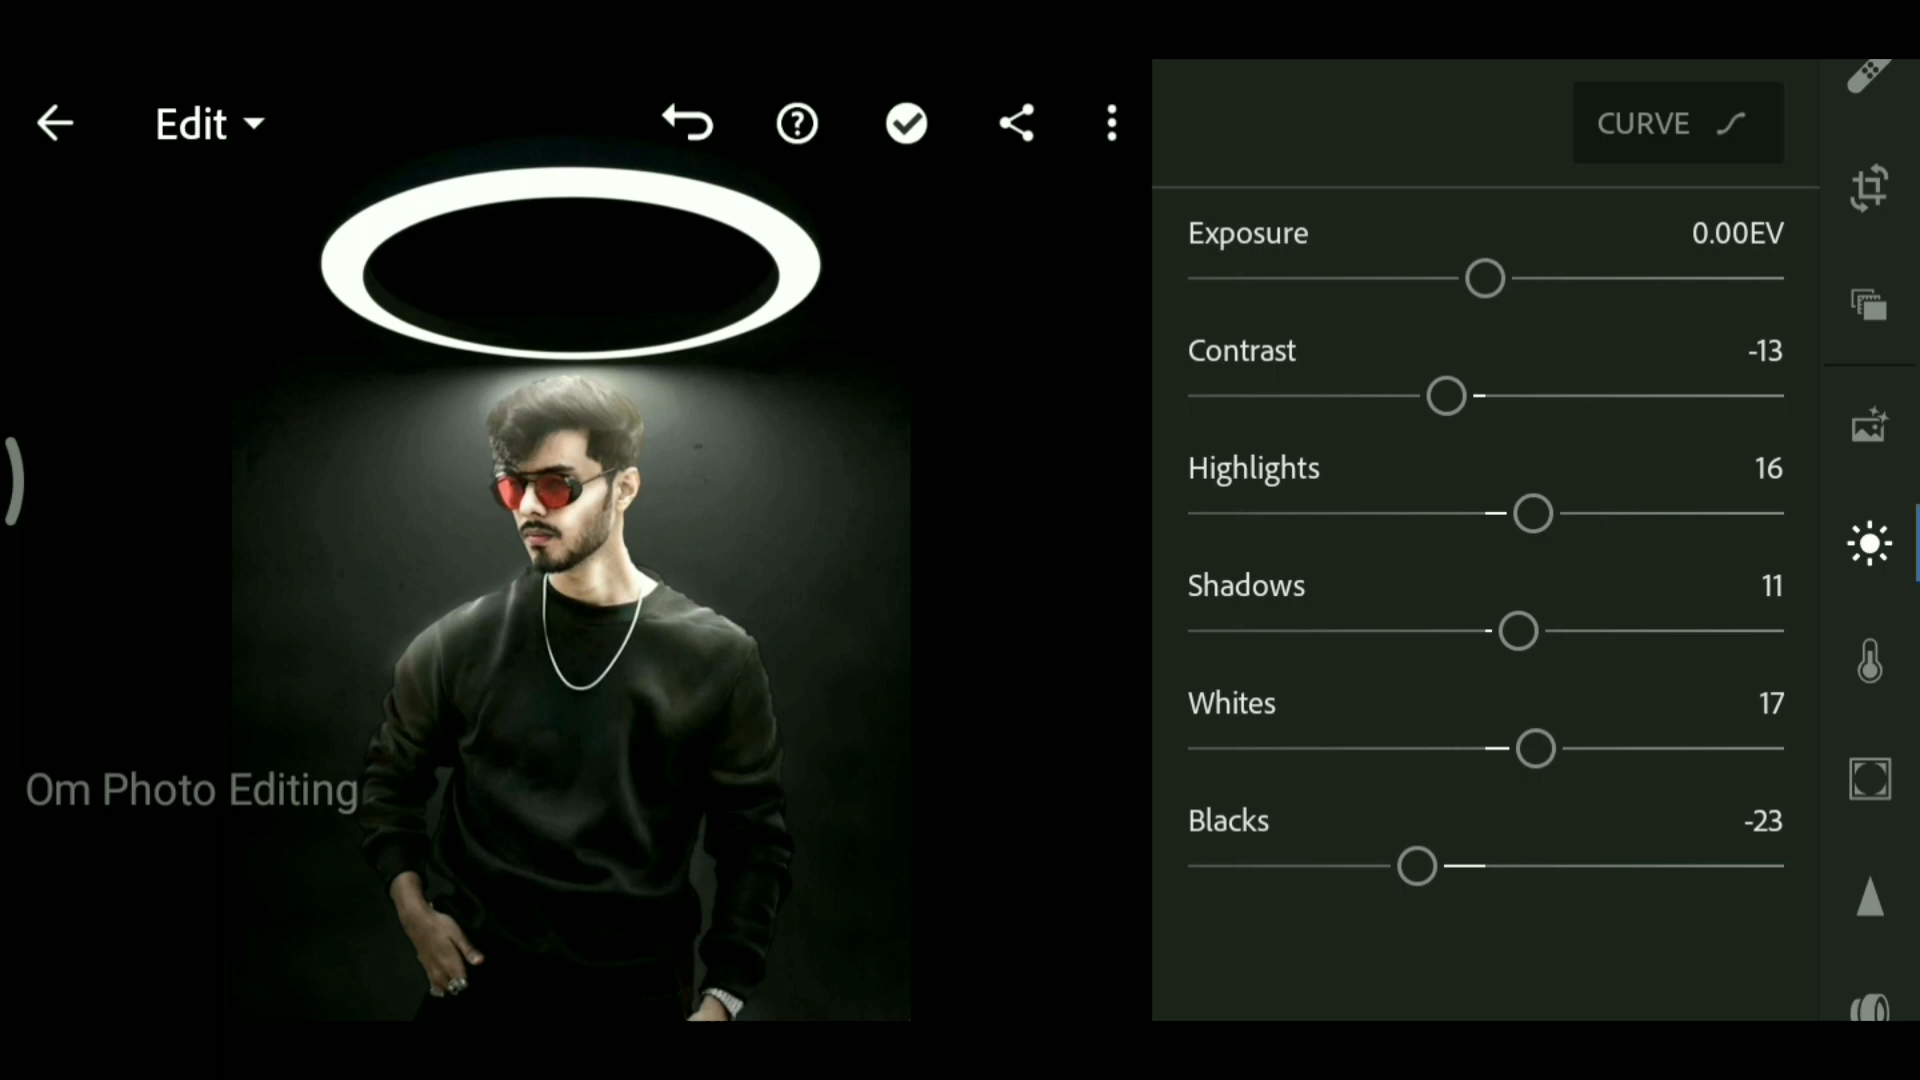 Edit
CURVE
Exposure 0.00EV
Contrast -13
Highlights 16
Shadows 11
Whites 17
Blacks -23
Om Photo Editing